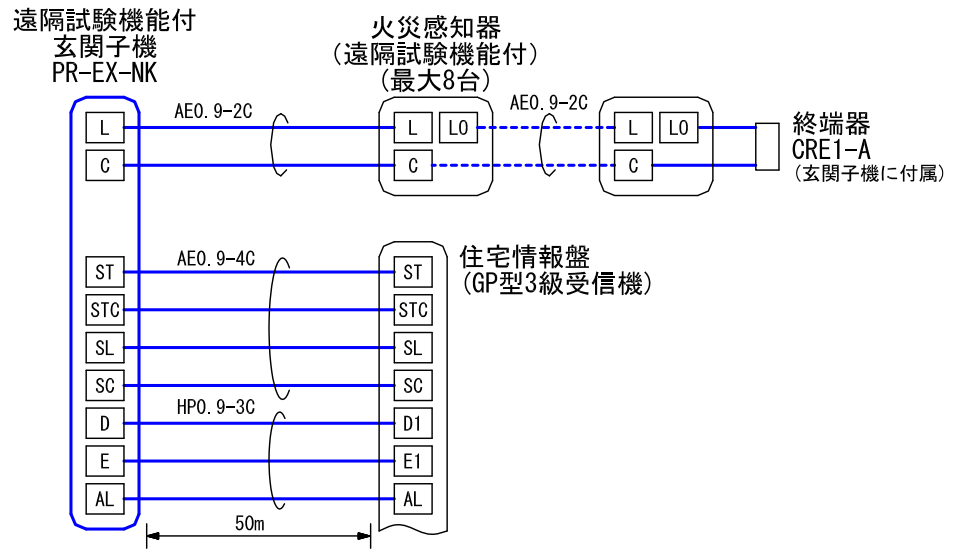 遠隔試験機能付
玄関子機
PR-EX-NK
火災感知器
(遠隔試験機能付)
(最大8台)
AE0.9-2C
AE0.9-2C
L
L
LO
L
LO
C
C
C
終端器
CRE1-A
(玄関子機に付属)
AE0.9-4C
住宅情報盤
(GP型3級受信機)
ST
ST
STC
STC
SL
SL
SC
SC
HP0.9-3C
D
D1
E
E1
AL
AL
50m